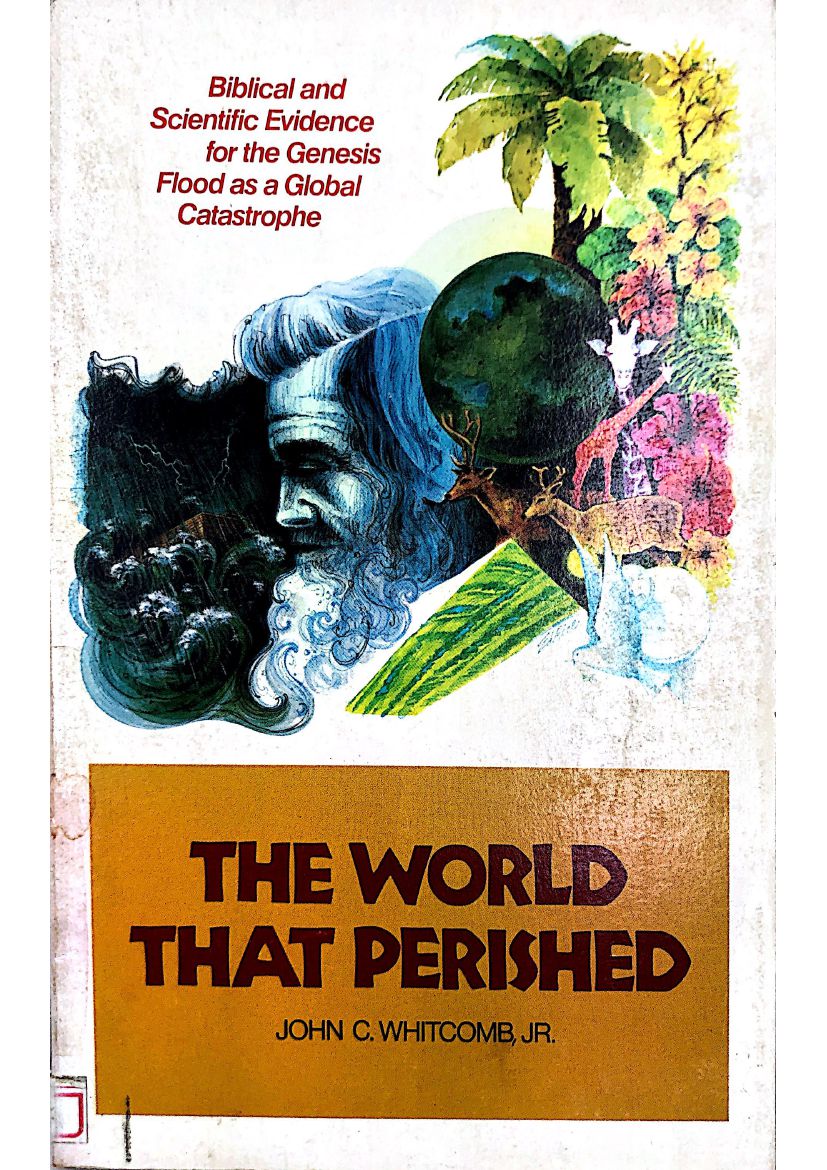 Biblical and
Scientific Evidence
for the Genesis
Flood as a Global
Catastrophe
THE WORLD
THAT PERISHED
JOHN C. WHITCOMB, JR.